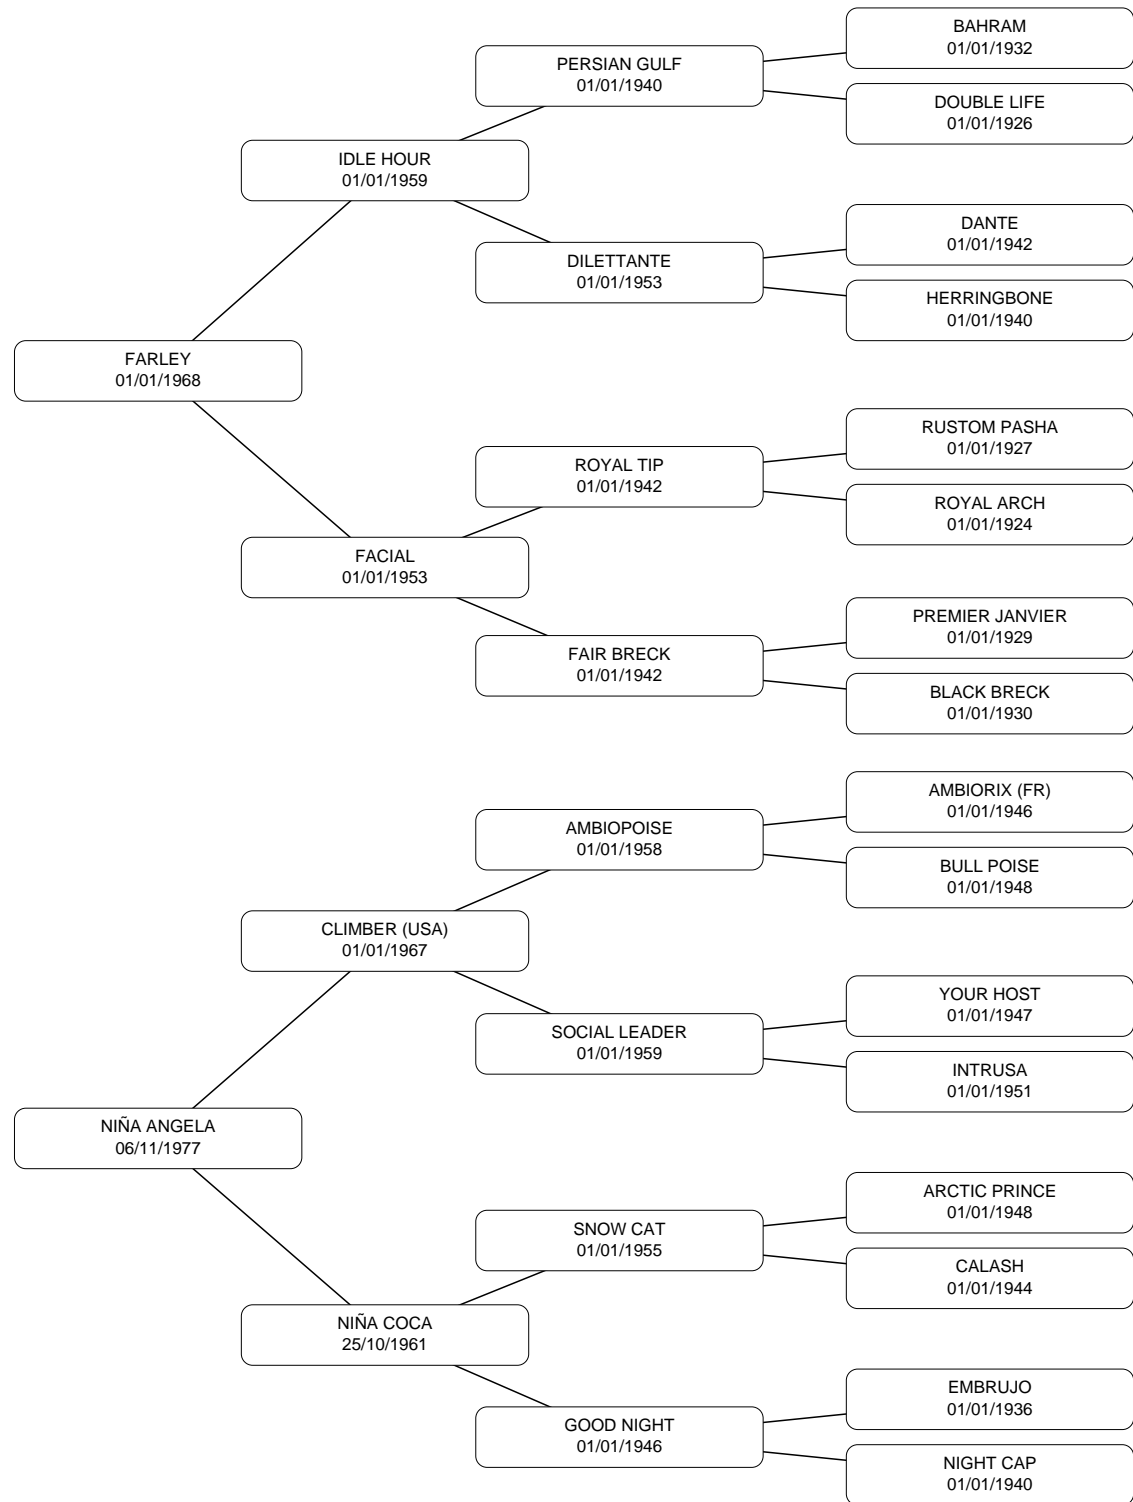 BAHRAM
01/01/1932
PERSIAN GULF
01/01/1940
DOUBLE LIFE
01/01/1926
IDLE HOUR
01/01/1959
DANTE
01/01/1942
DILETTANTE
01/01/1953
HERRINGBONE
01/01/1940
FARLEY
01/01/1968
RUSTOM PASHA
01/01/1927
ROYAL TIP
01/01/1942
ROYAL ARCH
01/01/1924
FACIAL
01/01/1953
PREMIER JANVIER
01/01/1929
FAIR BRECK
01/01/1942
BLACK BRECK
01/01/1930
AMBIORIX (FR)
01/01/1946
AMBIOPOISE
01/01/1958
BULL POISE
01/01/1948
CLIMBER (USA)
01/01/1967
YOUR HOST
01/01/1947
SOCIAL LEADER
01/01/1959
INTRUSA
01/01/1951
NIÑA ANGELA
06/11/1977
ARCTIC PRINCE
01/01/1948
SNOW CAT
01/01/1955
CALASH
01/01/1944
NIÑA COCA
25/10/1961
EMBRUJO
01/01/1936
GOOD NIGHT
01/01/1946
NIGHT CAP
01/01/1940